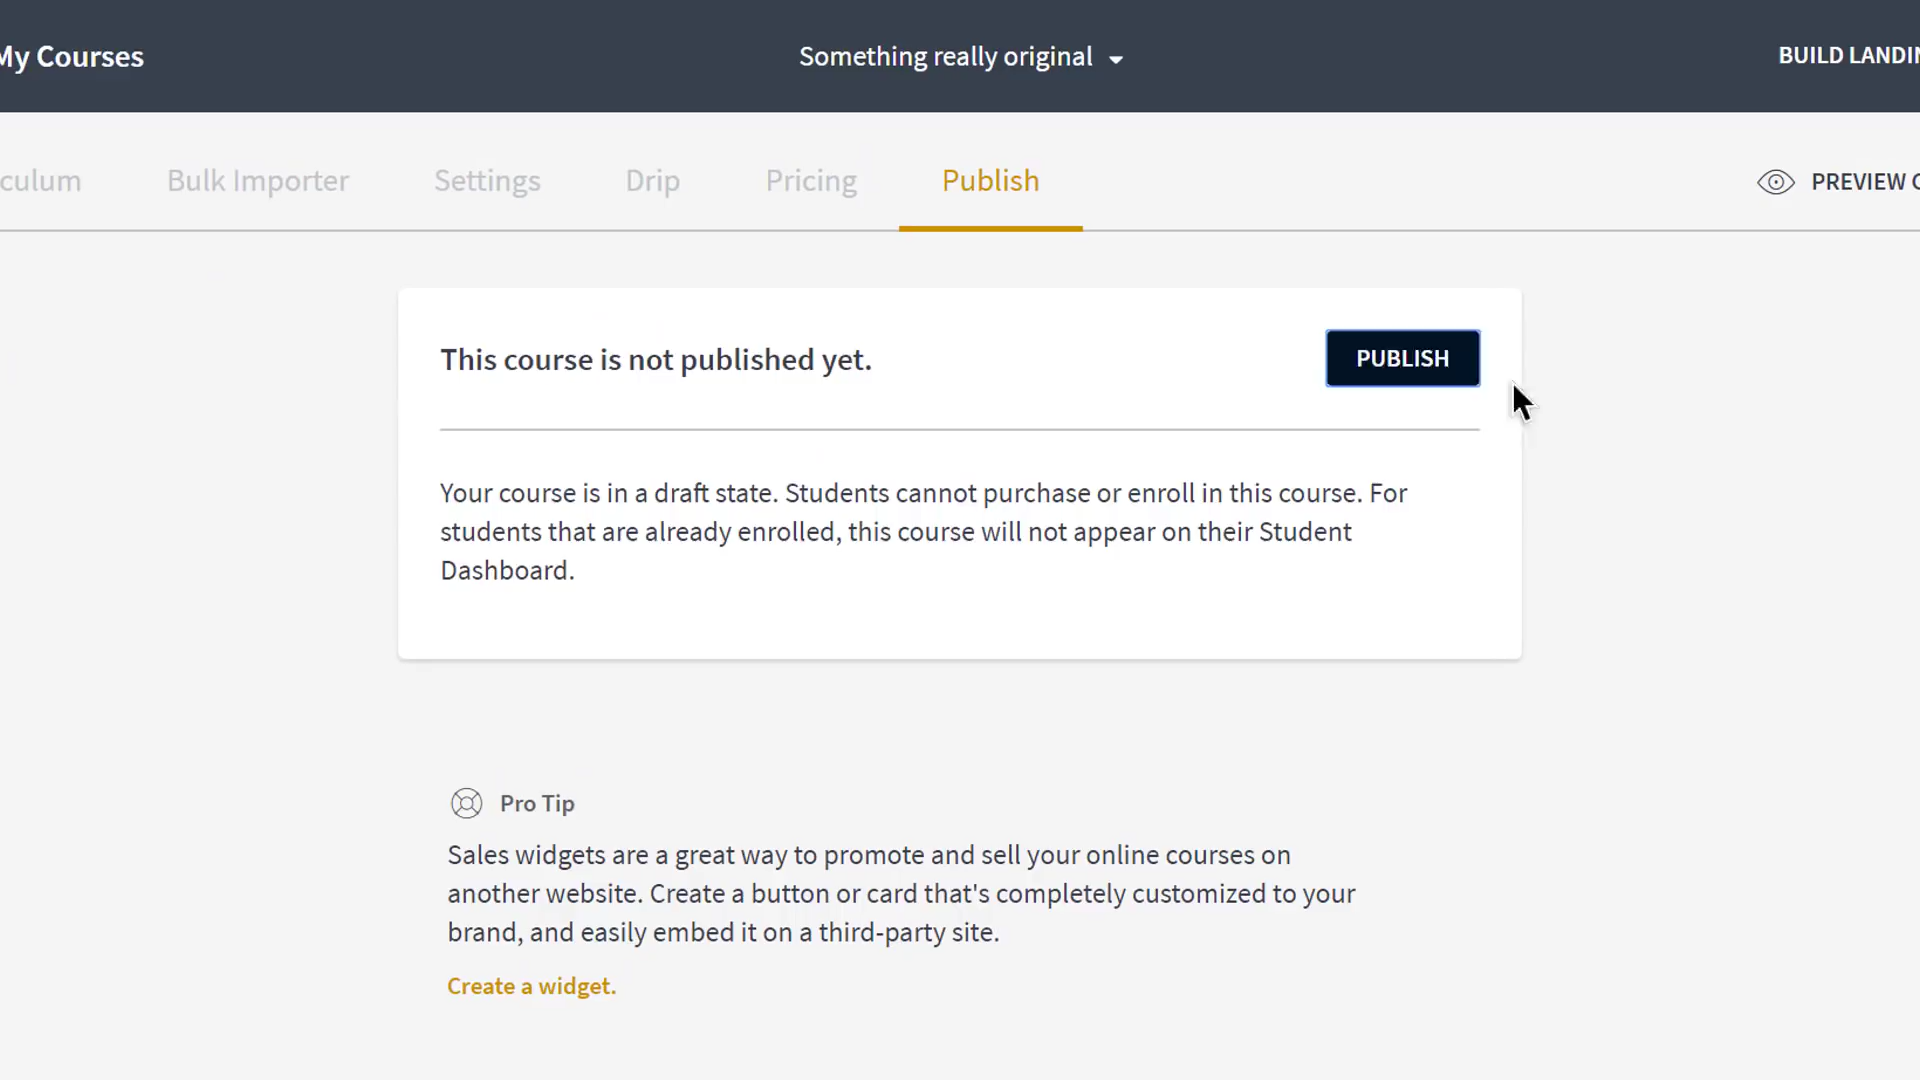 My Courses
Something really original
BUILD LANDIN
culum
Bulk Importer
Settings
Drip
Pricing
Publish
PREVIEW C
This course is not published yet.
PUBLISH
Your course is in a draft state. Students cannot purchase or enroll in this course. For
students that are already enrolled, this course will not appear on their Student
Dashboard.
Pro Tip
Sales widgets are a great way to promote and sell your online courses on
another website. Create a button or card that's completely customized to your
brand, and easily embed it on a third-party site.
Create a widget.